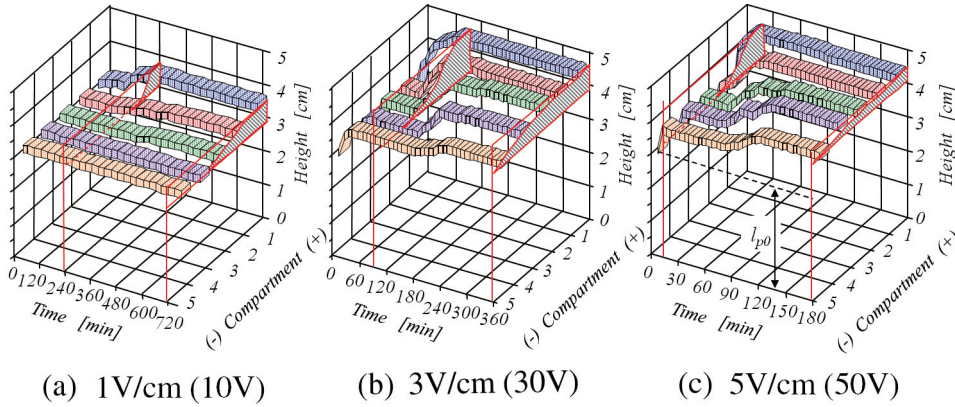 5
4
3
2
1
0
Height [cm]
0 120 240 360 480 600 720
Time [min]
1
2
3
4
5
(-) Compartment (+)
5
4
3
2
1
0
Height [cm]
0 60 120 180 240 300 360
Time [min]
1
2
3
4
5
(-) Compartment (+)
5
4
3
2
1
0
Height [cm]
l_p0
0 30 60 90 120 150 180
Time [min]
1
2
3
4
5
(-) Compartment (+)
(a) 1V/cm (10V) (b) 3V/cm (30V) (c) 5V/cm (50V)